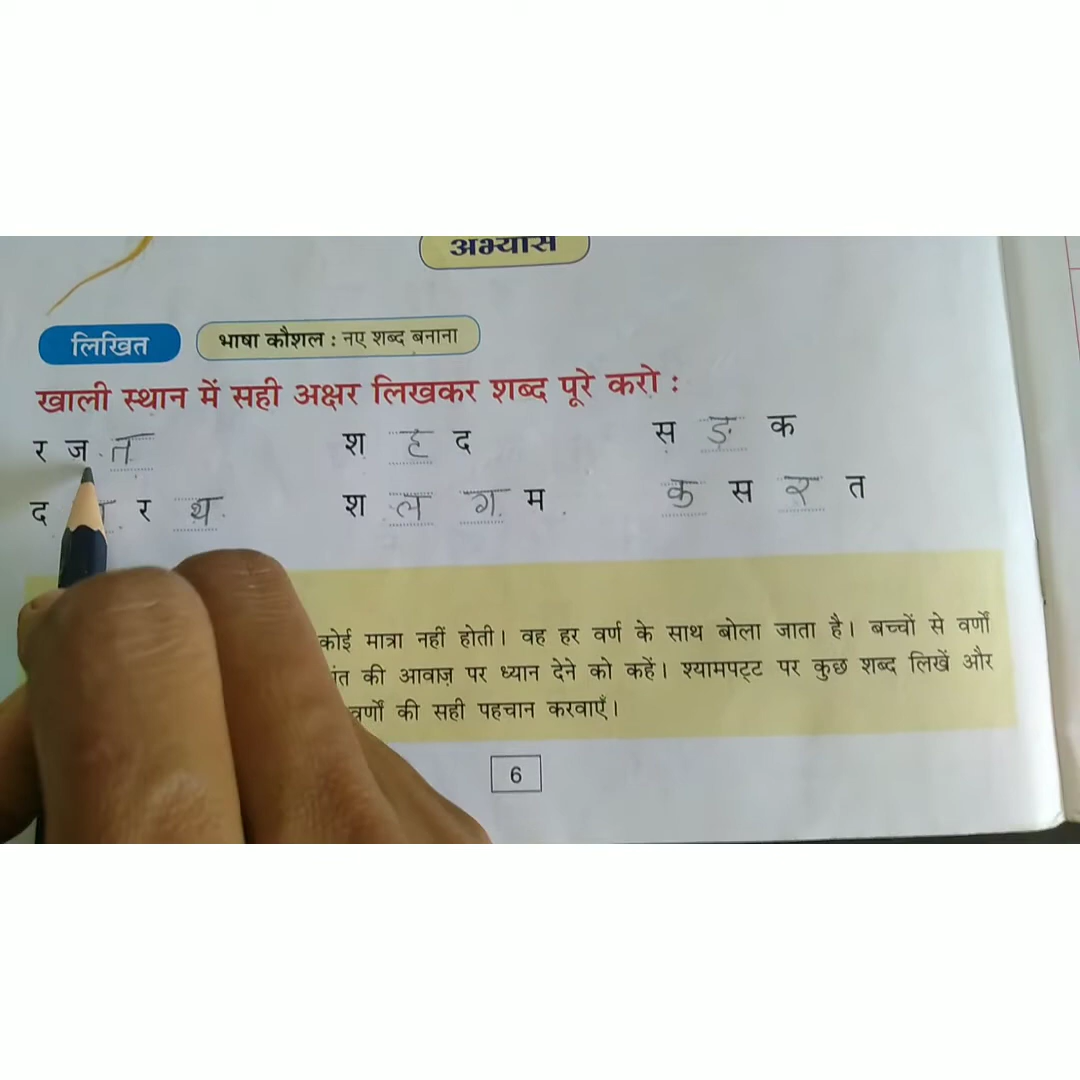 अभ्यास
लिखित भाषा कौशल : नए शब्द बनाना
खाली स्थान में सही अक्षर लिखकर शब्द पूरे करो :
र ज त श ह द स ङ क
द र थ श ल ग म क स र त
कोई मात्रा नहीं होती। वह हर वर्ण के साथ बोला जाता है। बच्चों से वर्णों
की आवाज़ पर ध्यान देने को कहें। श्यामपट्ट पर कुछ शब्द लिखें और
वर्णों की सही पहचान करवाएँ।
6